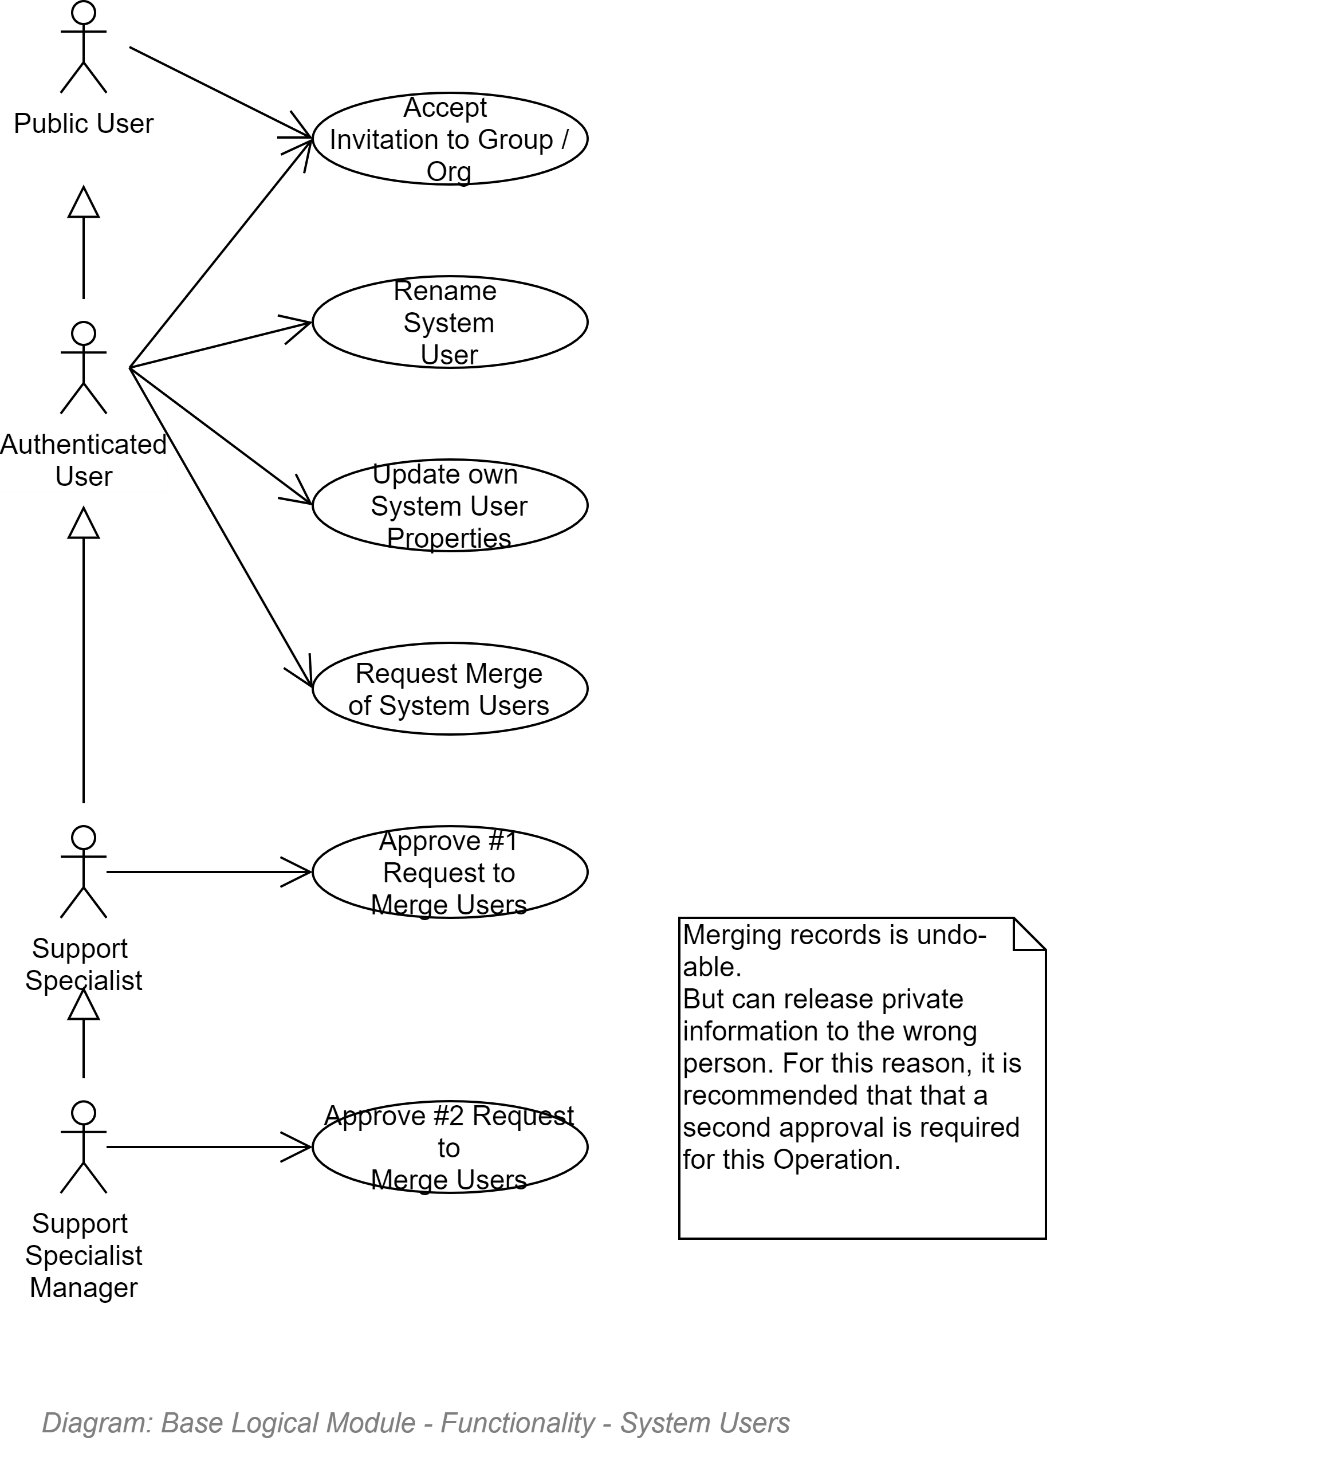 Public User
Accept
Invitation to Group /
Org
Rename
System
User
Authenticated
User
Update own
System User
Properties
Request Merge
of System Users
Approve #1
Request to
Merge Users
Support
Specialist
Merging records is undo-
able.
But can release private
information to the wrong
person. For this reason, it is
recommended that that a
second approval is required
for this Operation.
Approve #2 Request
to
Merge Users
Support
Specialist
Manager
Diagram: Base Logical Module - Functionality - System Users